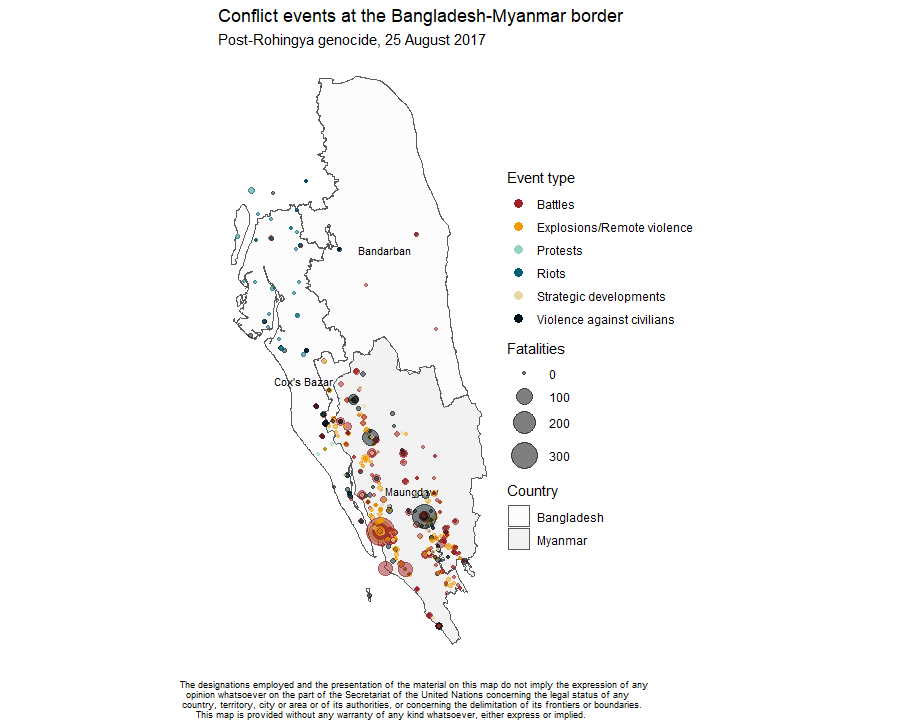 Conflict events at the Bangladesh-Myanmar border
Post-Rohingya genocide, 25 August 2017
Bandarban
Cox's Bazar
Maungdaw
Event type
Battles
Explosions/Remote violence
Protests
Riots
Strategic developments
Violence against civilians
Fatalities
0
100
200
300
Country
Bangladesh
Myanmar
The designations employed and the presentation of the material on this map do not imply the expression of any
opinion whatsoever on the part of the Secretariat of the United Nations concerning the legal status of any
country, territory, city or area or of its authorities, or concerning the delimitation of its frontiers or boundaries.
This map is provided without any warranty of any kind whatsoever, either express or implied.